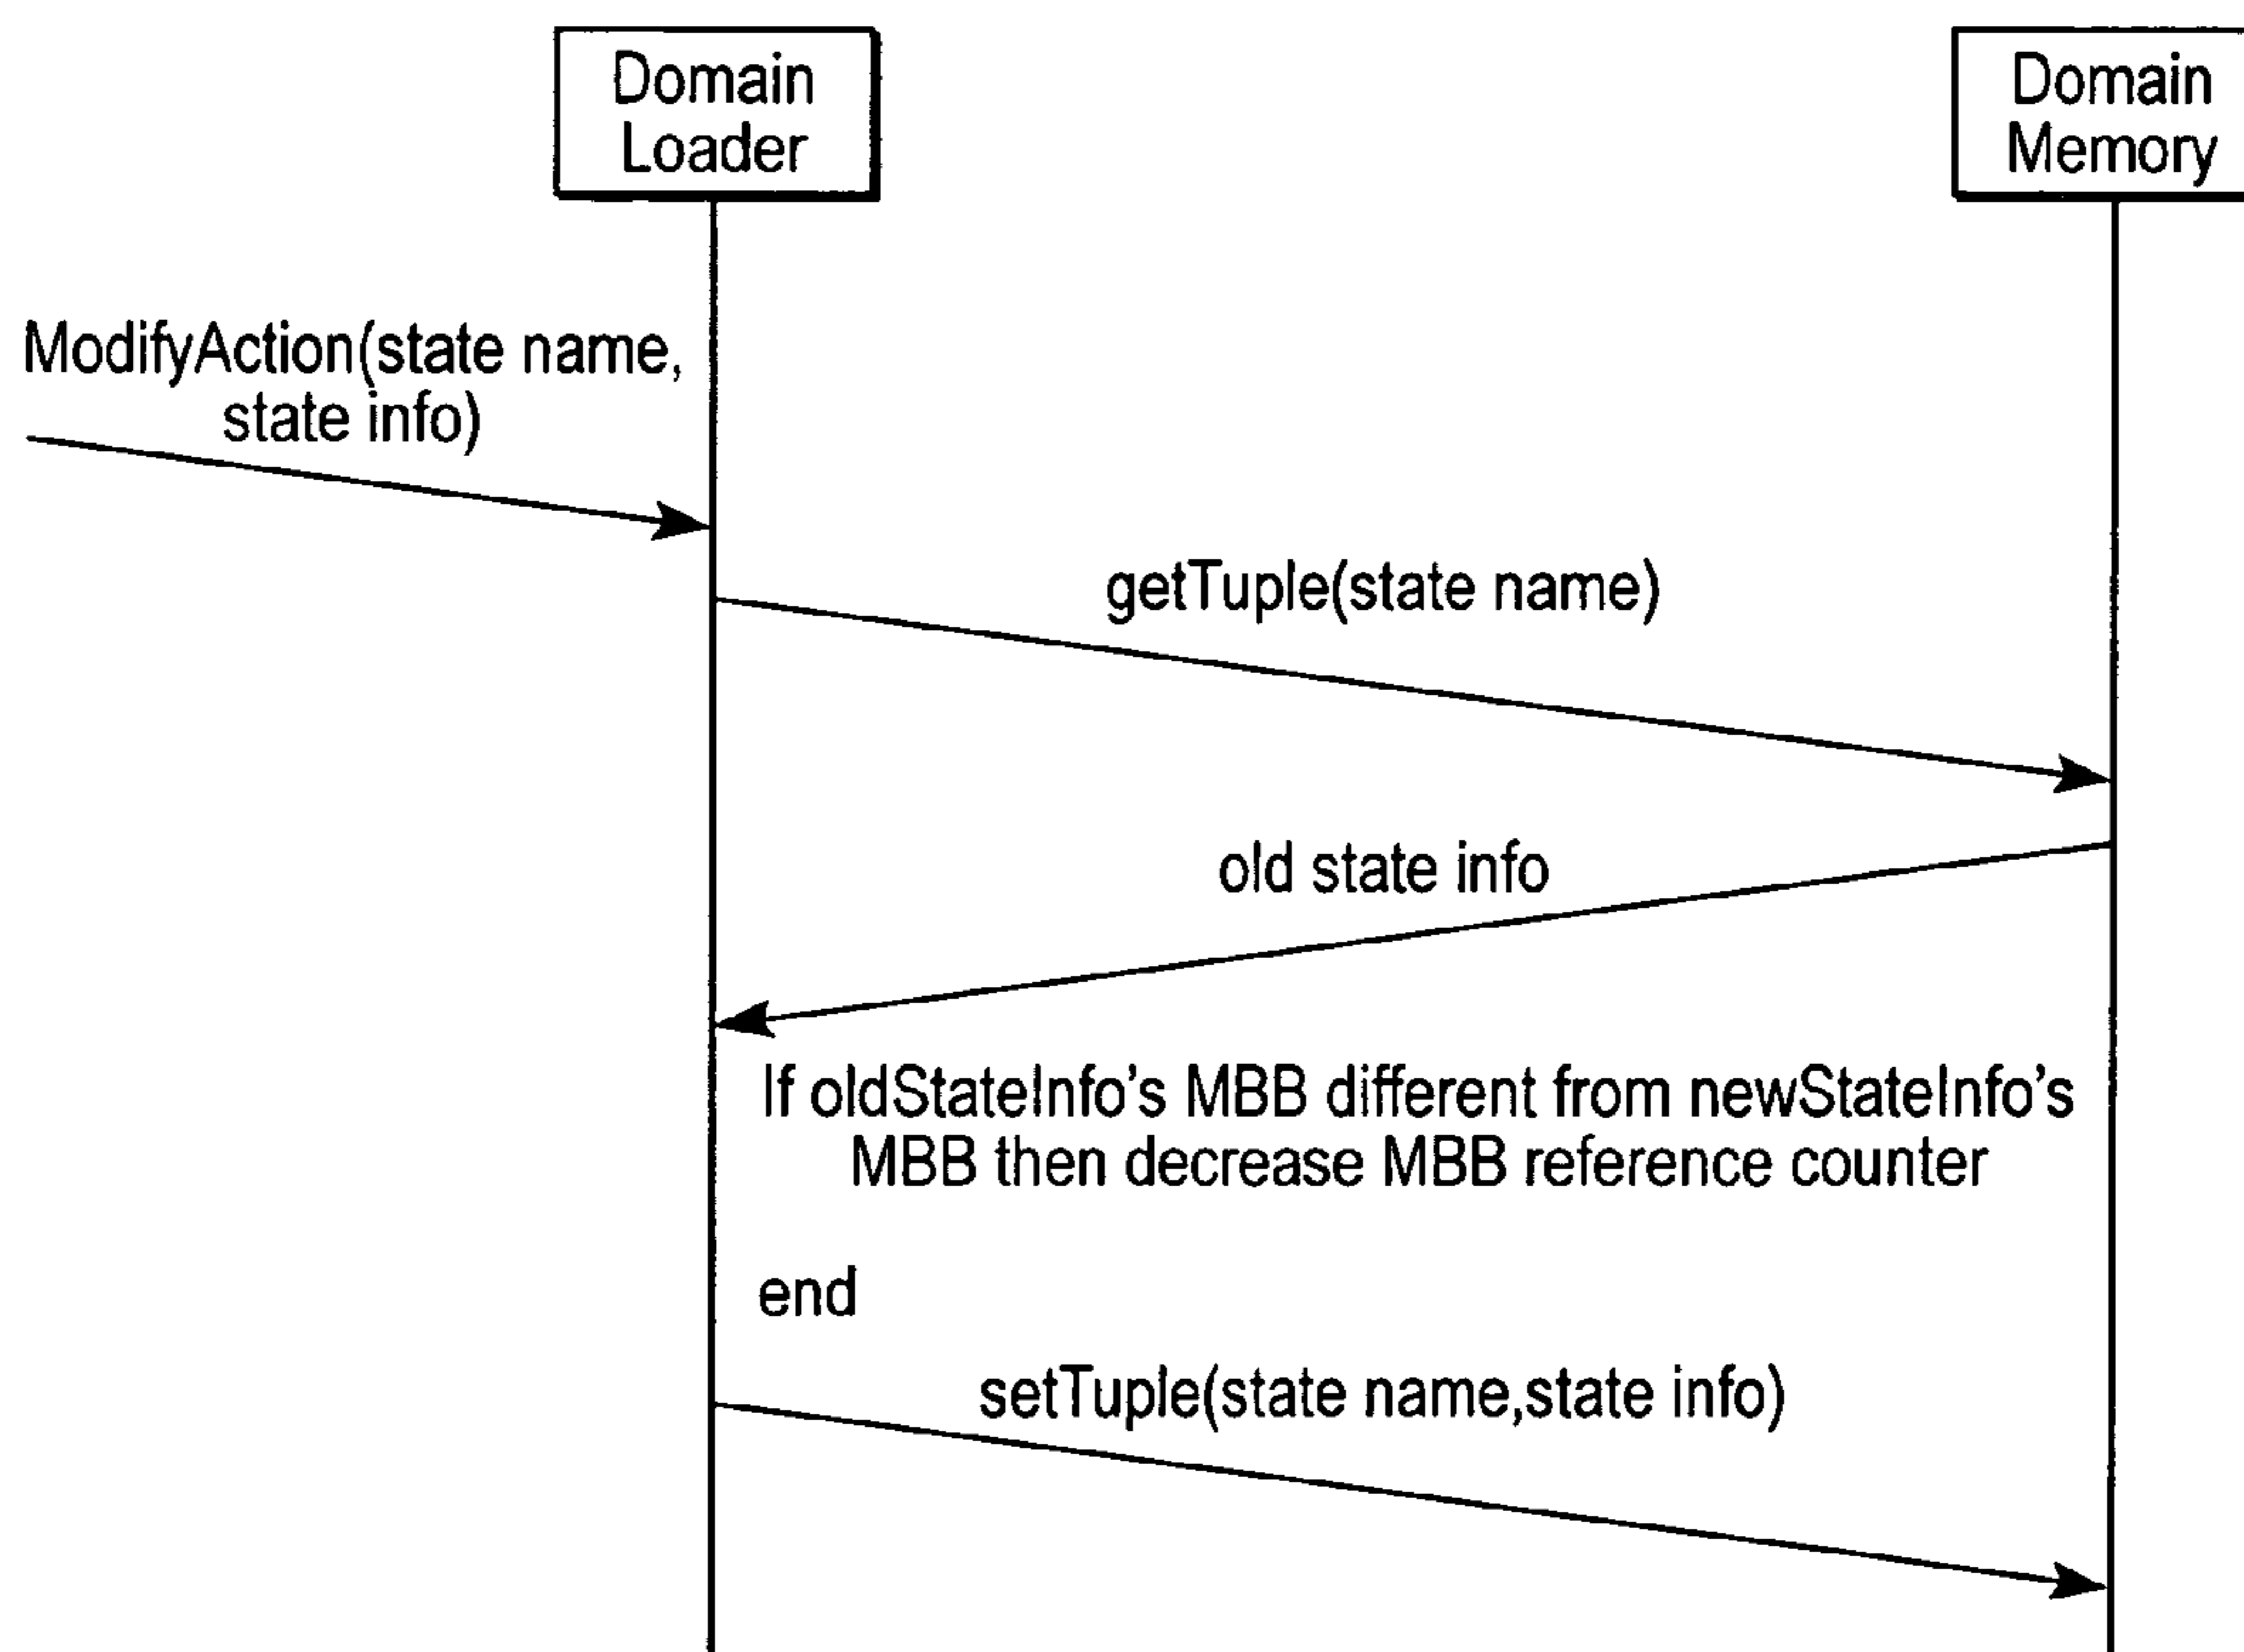 Domain
Loader
Domain
Memory
ModifyAction(state name,
state info)
getTuple(state name)
old state info
If oldStateInfo's MBB different from newStateInfo's
MBB then decrease MBB reference counter
end
setTuple(state name,state info)